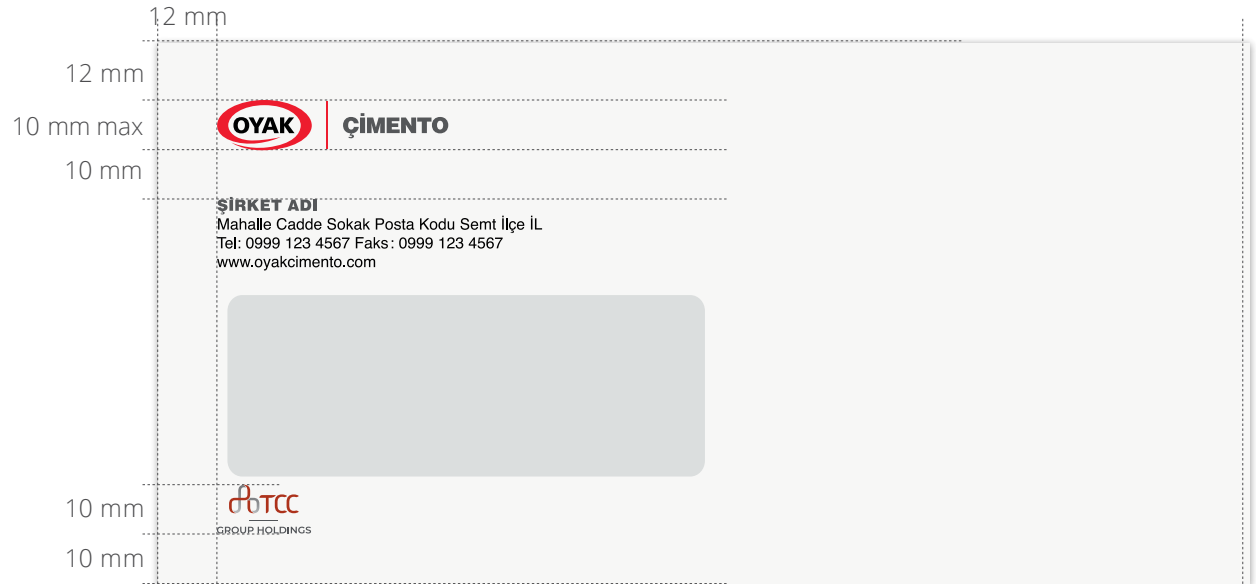 12 mm
12 mm
10 mm max
OYAK ÇİMENTO
10 mm
ŞİRKET ADI
Mahalle Cadde Sokak Posta Kodu Semt İlçe İL
Tel: 0999 123 4567 Faks: 0999 123 4567
www.oyakcimento.com
10 mm
TCC
GROUP HOLDINGS
10 mm